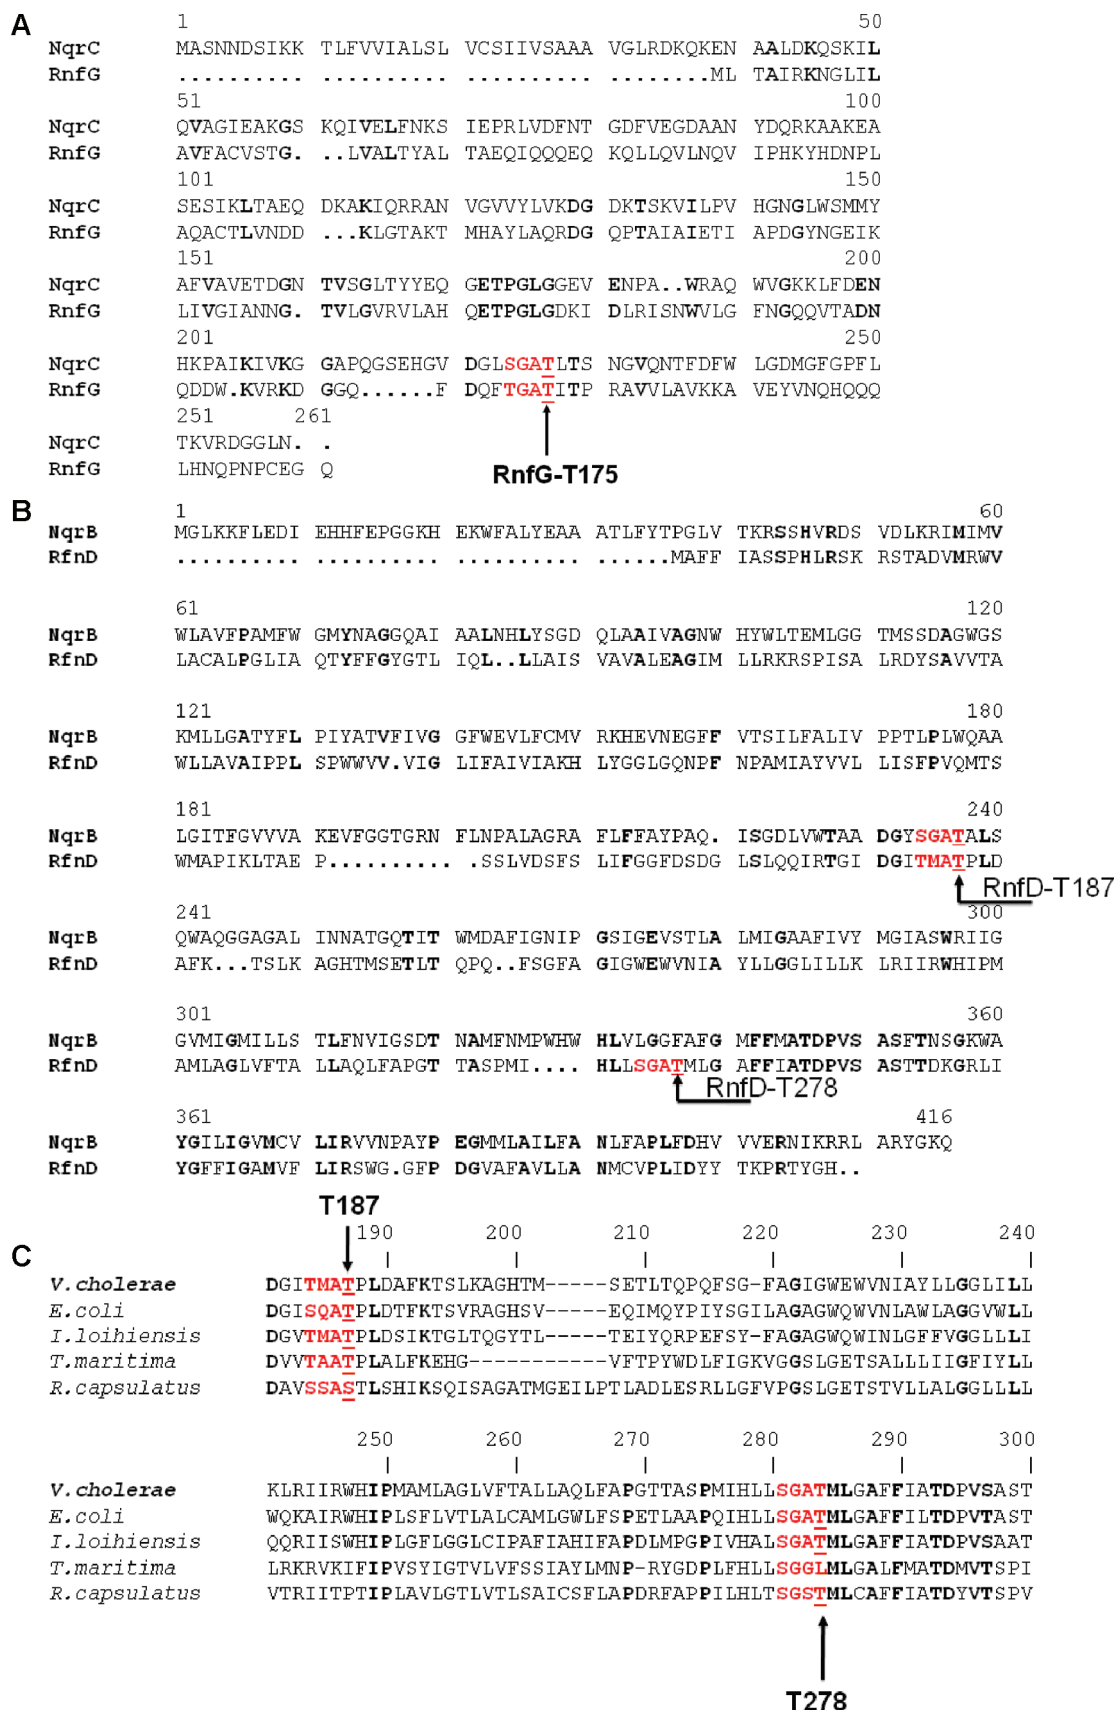 A
1 50
NqrC MASNNDSIKK TLFVVIALSL VCSIIVSAAA VGLRDKQKEN AALDKQSKIL
RnfG .......... .......... .......... ........ML TAIRKNGLIL
51 100
NqrC QVAGIEAKGS KQIVELFNKS IEPRLVDFNT GDFVEGDAAN YDQRKAAKEA
RnfG AVFACVSTG. ..LVALTYAL TAEQIQQQEQ KQLLQVLNQV IPHKYHDNPL
101 150
NqrC SESIKLTAEQ DKAKIQRRAN VGVVYLVKDG DKTSKVILPV HGNGLWSMMY
RnfG AQACTLVNDD ...KLGTAKT MHAYLAQRDG QPTAIAIETI APDGYNGEIK
151 200
NqrC AFVAVETDGN TVSGLTYYEQ GETPGLGGEV ENPA..WRAQ WVGKKLFDEN
RnfG LIVGIANNG. TVLGVRVLAH QETPGLGDKI DLRISNWVLG FNGQQVTADN
201 250
NqrC HKPAIKIVKG GAPQGSEHGV DGLSGATLTS NGVQNTFDFW LGDMGFGPFL
RnfG QDDW.KVRKD GGQ......F DQFTGATITP RAVVLAVKKA VEYVNQHQQQ
251 261
NqrC TKVRDGGLN. .
RnfG LHNQPNPCEG Q
RnfG-T175
B
1 60
NqrB MGLKKFLEDI EHHFEPGGKH EKWFALYEAA ATLFYTPGLV TKRSSHVRDS VDLKRIMIMV
RfnD .......... .......... .......... ......MAFF IASSPHLRSK RSTADVMRWV
61 120
NqrB WLAVFPAMFW GMYNAGGQAI AALNHLYSGD QLAAIVAGNW HYWLTEMLGG TMSSDAGWGS
RfnD LACALPGLIA QTYFFGYGTL IQL..LLAIS VAVALEAGIM LLRKRSPISA LRDYSAVVTA
121 180
NqrB KMLLGATYFL PIYATVFIVG GFWEVLFCMV RKHEVNEGFF VTSILFALIV PPTLPLWQAA
RfnD WLLAVAIPPL SPWWVV.VIG LIFAIVIAKH LYGGLGQNPF NPAMIAYVVL LISFPVQMTS
181 240
NqrB LGITFGVVVA KEVFGGTGRN FLNPALAGRA FLFFAYPAQ. ISGDLVWTAA DGYSGATALS
RfnD WMAPIKLTAE P......... .SSLVDSFSL SLIFGGFDSDG LSLQQIRTGI DGITMATPLD
RnfD-T187
241 300
NqrB QWAQGGAGAL INNATGQTIT WMDAFIGNIP GSIGEVSTLA LMIGAAFIVY MGIASWRIIG
RfnD AFK...TSLK AGHTMSETLT QPQ..FSGFA GIGWEWVNIA YLLGGLILLK LRIIRWHIPM
301 360
NqrB GVMIGMILLS TLFNVIGSDT NAMFNMPWHW HLVLGGFAFG MFFMATDPVS ASFTNSGKWA
RfnD AMLAGLVFTA LLAQLFAPGT TASPMI.... HLLSGATMLG AFFIATDPVS ASTTDKGRLI
RnfD-T278
361 416
NqrB YGILIGVMCV LIRVVNPAYP EGMMLAILFA NLFAPLFDHV VVERNIKRRL ARYGKQ
RfnD YGFFIGAMVF LIRSWG.GFP DGVAFAVLLA NMCVPLIDYY TKPRTYGH..
T187
C
190 200 210 220 230 240
V.cholerae DGITMATPLDAFKTSLKAGHTM-----SETLTQPQFSG-FAGIGWEWVNIAYLLGGLILL
E.coli DGISQATPLDTFKTSVRAGHSV-----EQIMQYPIYSGILAGAGWQWVNLAWLAGGVWLL
I.loihiensis DGVTMATPLDSIKTGLTQGYTL-----TEIYQRPEFSY-FAGAGWQWINLGFFVGGLLLI
T.maritima DVVTAATPLALFKEHG-----------VFTPYWDLFIGKVGGSLGETSALLLIIGFIYLL
R.capsulatus DAVSSASTLSHIKSQISAGATMGEILPTLADLESRLLGFVPGSLGETSTVLLALGGLLLL
250 260 270 280 290 300
V.cholerae KLRIIRWHIPMAMLAGLVFTALLAQLFAPGTTASPMIHLLSGATMLGAFFIATDPVSAST
E.coli WQKAIRWHIPLSFLVTLALCAMLGWLFSPETLAAPQIHLLSGATMLGAFFILTDPVTAST
I.loihiensis QQRIISWHIPLGFLGGLCIPAFIAHIFAPDLMPGPIVHALSGATMLGAFFIATDPVSAAT
T.maritima LRKRVKIFIPVSYIGTVLVFSSIAYLMNP-RYGDPLFHLLSGGLMLGALFMATDMVTSPI
R.capsulatus VTRIITPTIPLAVLGTLVTLSAICSFLAPDRFAPPILHLTSGSTMLCAFFIATDYVTSPV
T278